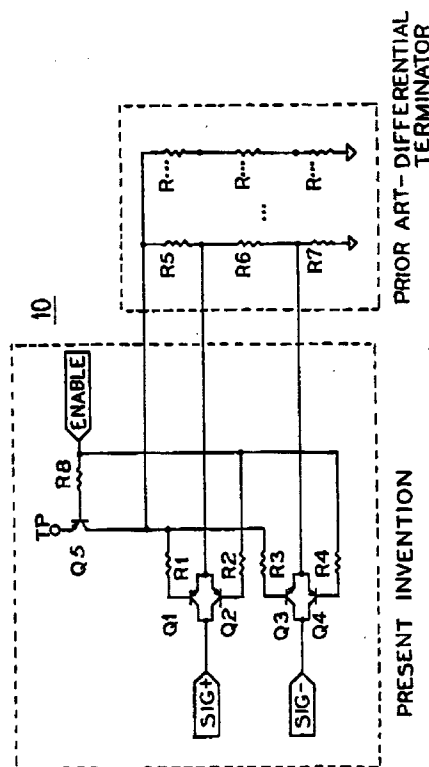 10
TP
R8
ENABLE
Q5
Q1
R1
Q2
R2
SIG+
R3
Q3
Q4
R4
SIG-
PRESENT INVENTION
R5
R...
R6
R...
...
R7
R...
PRIOR ART-DIFFERENTIAL
TERMINATOR